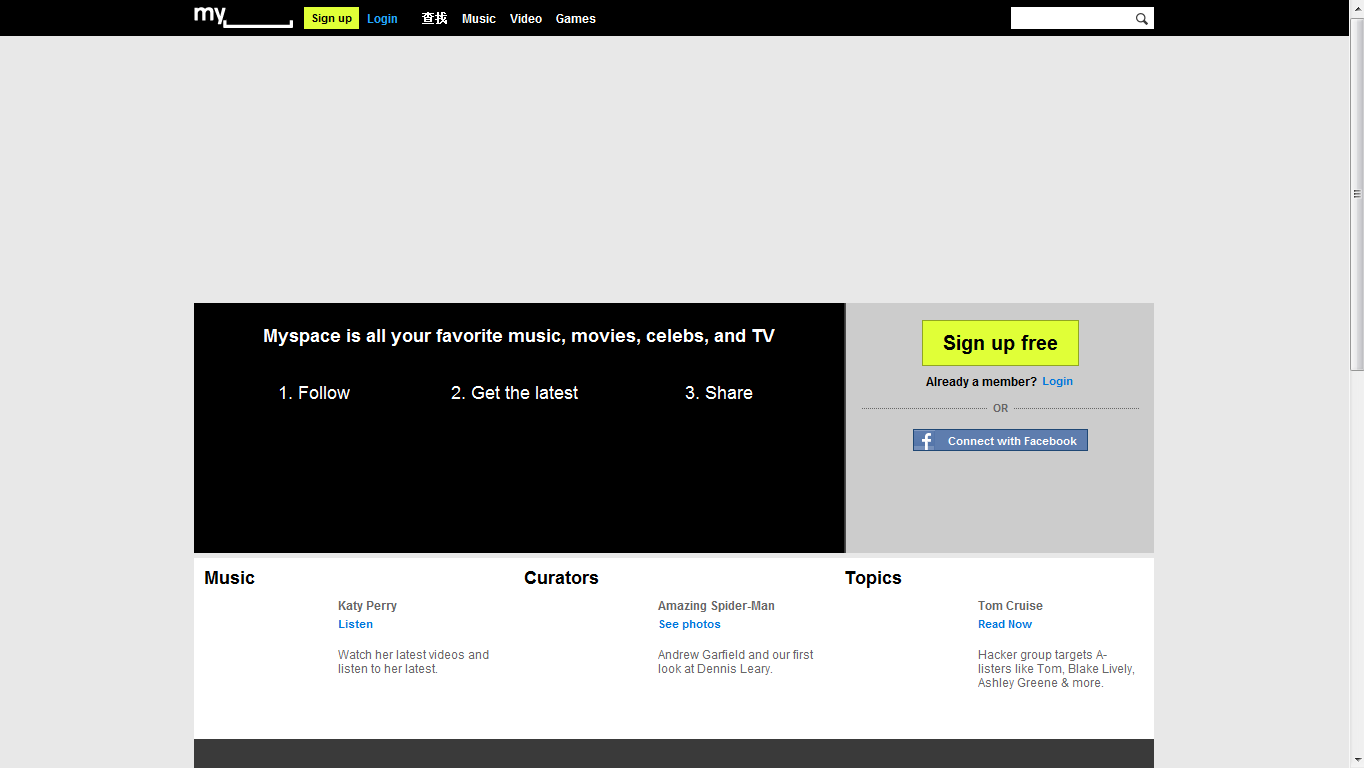 my
Sign up Login 查找 Music Video Games
Myspace is all your favorite music, movies, celebs, and TV
1. Follow 2. Get the latest 3. Share
Sign up free
Already a member? Login
OR
Connect with Facebook
Music
Katy Perry
Listen
Watch her latest videos and
listen to her latest.
Curators
Amazing Spider-Man
See photos
Andrew Garfield and our first
look at Dennis Leary.
Topics
Tom Cruise
Read Now
Hacker group targets A-
listers like Tom, Blake Lively,
Ashley Greene & more.